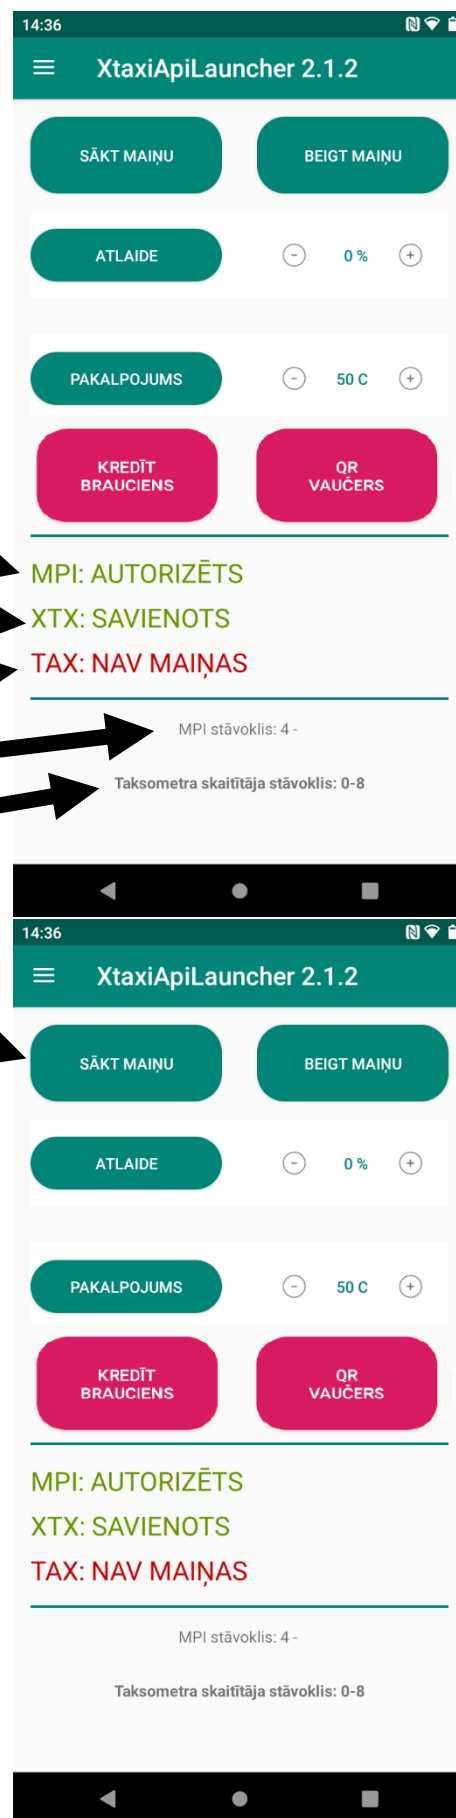 14:36
XtaxiApiLauncher 2.1.2
SĀKT MAIŅU
BEIGT MAIŅU
ATLAIDE
0 %
PAKALPOJUMS
50 C
KREDĪT
BRAUCIENS
QR
VAUČERS
MPI: AUTORIZĒTS
XTX: SAVIENOTS
TAX: NAV MAIŅAS
MPI stāvoklis: 4 -
Taksometra skaitītāja stāvoklis: 0-8
14:36
XtaxiApiLauncher 2.1.2
SĀKT MAIŅU
BEIGT MAIŅU
ATLAIDE
0 %
PAKALPOJUMS
50 C
KREDĪT
BRAUCIENS
QR
VAUČERS
MPI: AUTORIZĒTS
XTX: SAVIENOTS
TAX: NAV MAIŅAS
MPI stāvoklis: 4 -
Taksometra skaitītāja stāvoklis: 0-8